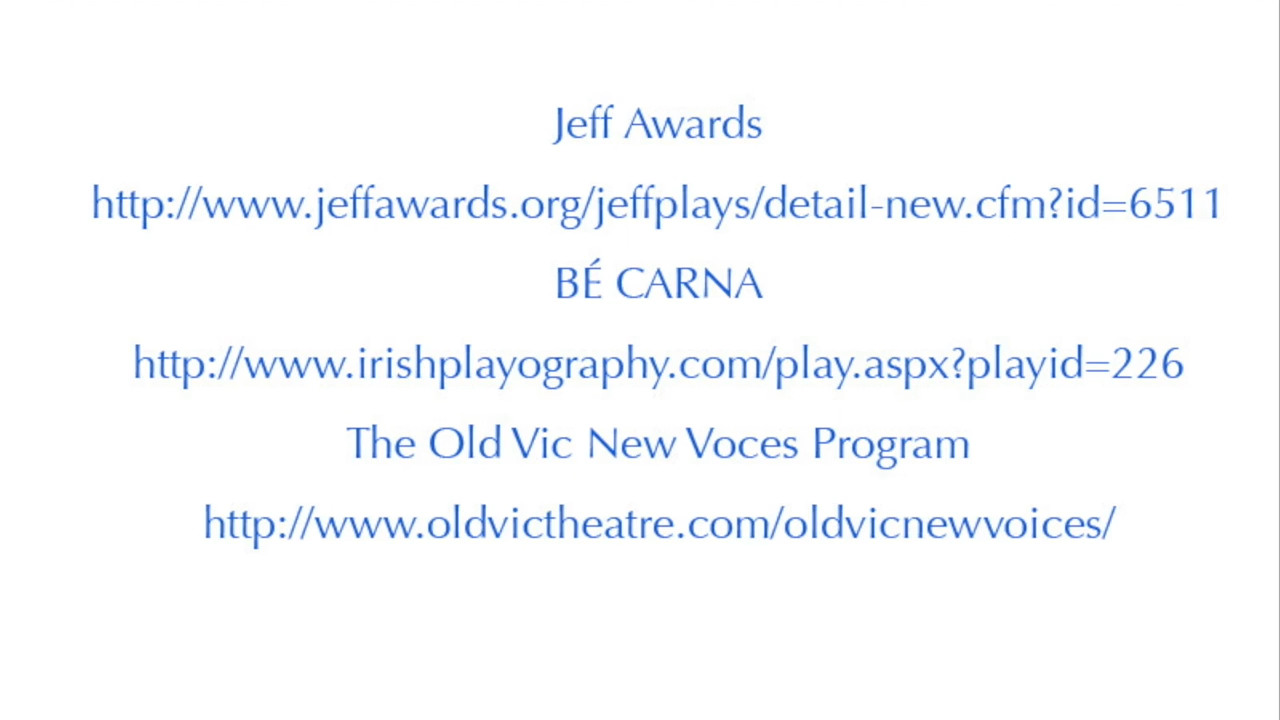 Jeff Awards
http://www.jeffawards.org/jeffplays/detail-new.cfm?id=6511
BÉ CARNA
http://www.irishplayography.com/play.aspx?playid=226
The Old Vic New Voces Program
http://www.oldvictheatre.com/oldvicnewvoices/